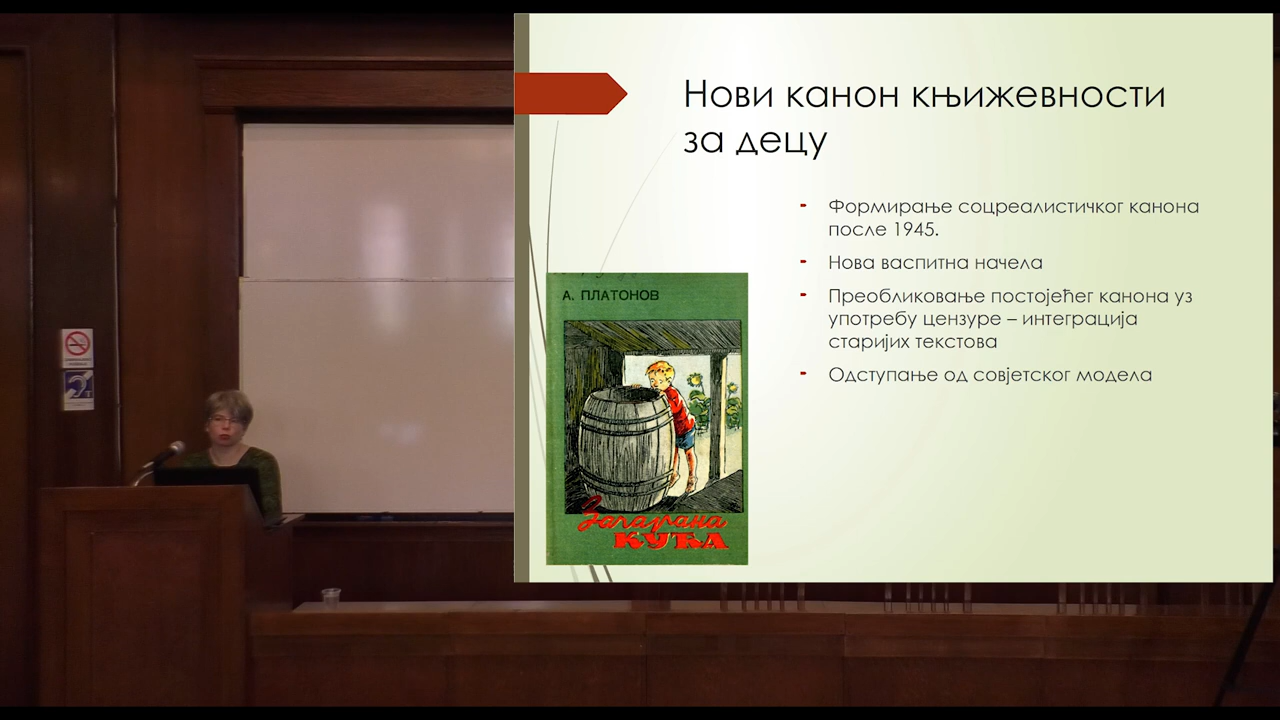 Нови канон књижевности
за децу
- Формирање соцреалистичког канона
после 1945.
- Нова васпитна начела
- Преобликовање постојећег канона уз
употребу цензуре – интеграција
старијих текстова
- Одступање од совјетског модела
А. ПЛАТОНОВ
Зачарана
КУЋА
T